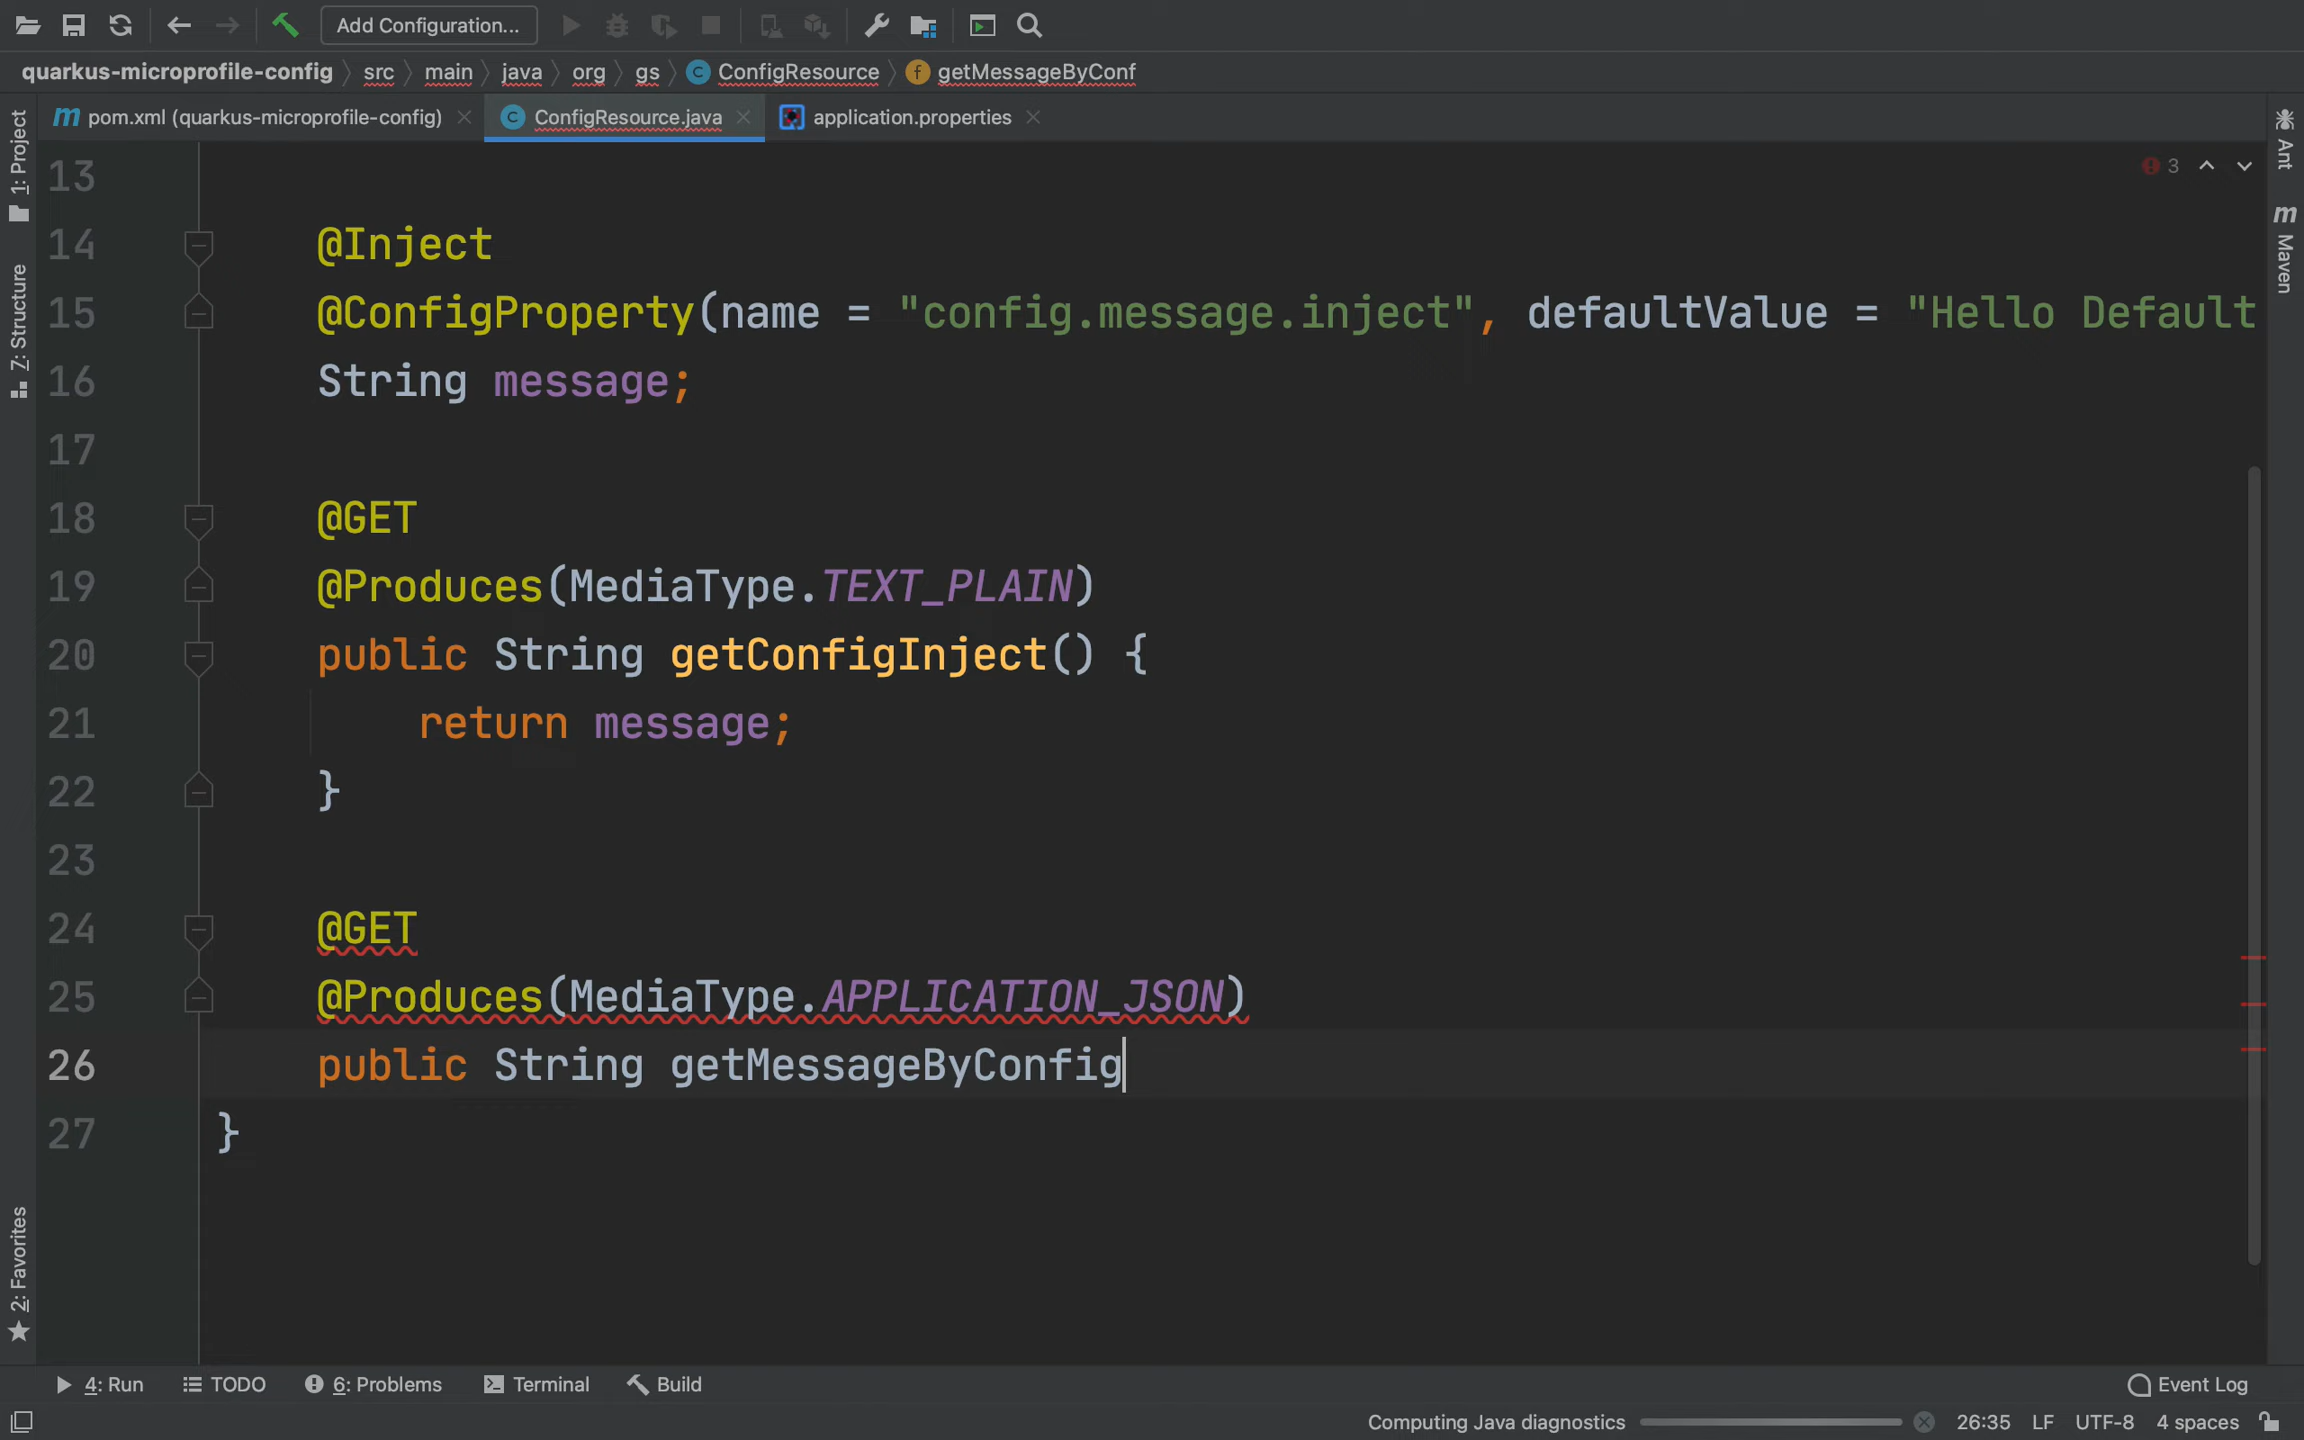 Add Configuration...
quarkus-microprofile-config src main java org gs ConfigResource getMessageByConf
pom.xml (quarkus-microprofile-config) ConfigResource.java application.properties
1: Project
Z: Structure
2: Favorites
Ant
Maven
3
13
14 @Inject
15 @ConfigProperty(name = "config.message.inject", defaultValue = "Hello Default
16 String message;
17
18 @GET
19 @Produces(MediaType.TEXT_PLAIN)
20 public String getConfigInject() {
21 return message;
22 }
23
24 @GET
25 @Produces(MediaType.APPLICATION_JSON)
26 public String getMessageByConfig
27 }
4: Run TODO 6: Problems Terminal Build Event Log
Computing Java diagnostics 26:35 LF UTF-8 4 spaces